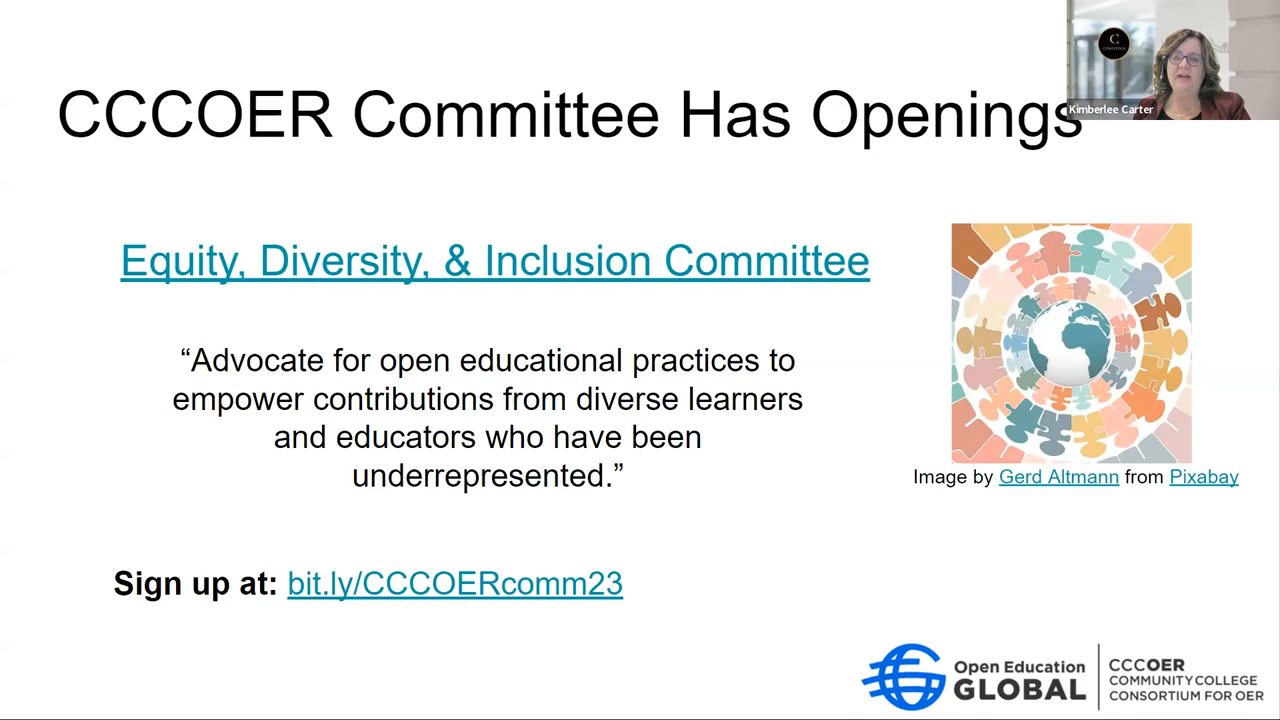 CCCOER Committee Has Openings
C
Kimberlee Carter
Equity, Diversity, & Inclusion Committee
“Advocate for open educational practices to
empower contributions from diverse learners
and educators who have been
underrepresented.”
Image by Gerd Altmann from Pixabay
Sign up at: bit.ly/CCCOERcomm23
Open Education
GLOBAL
CCCOER
COMMUNITY COLLEGE
CONSORTIUM FOR OER